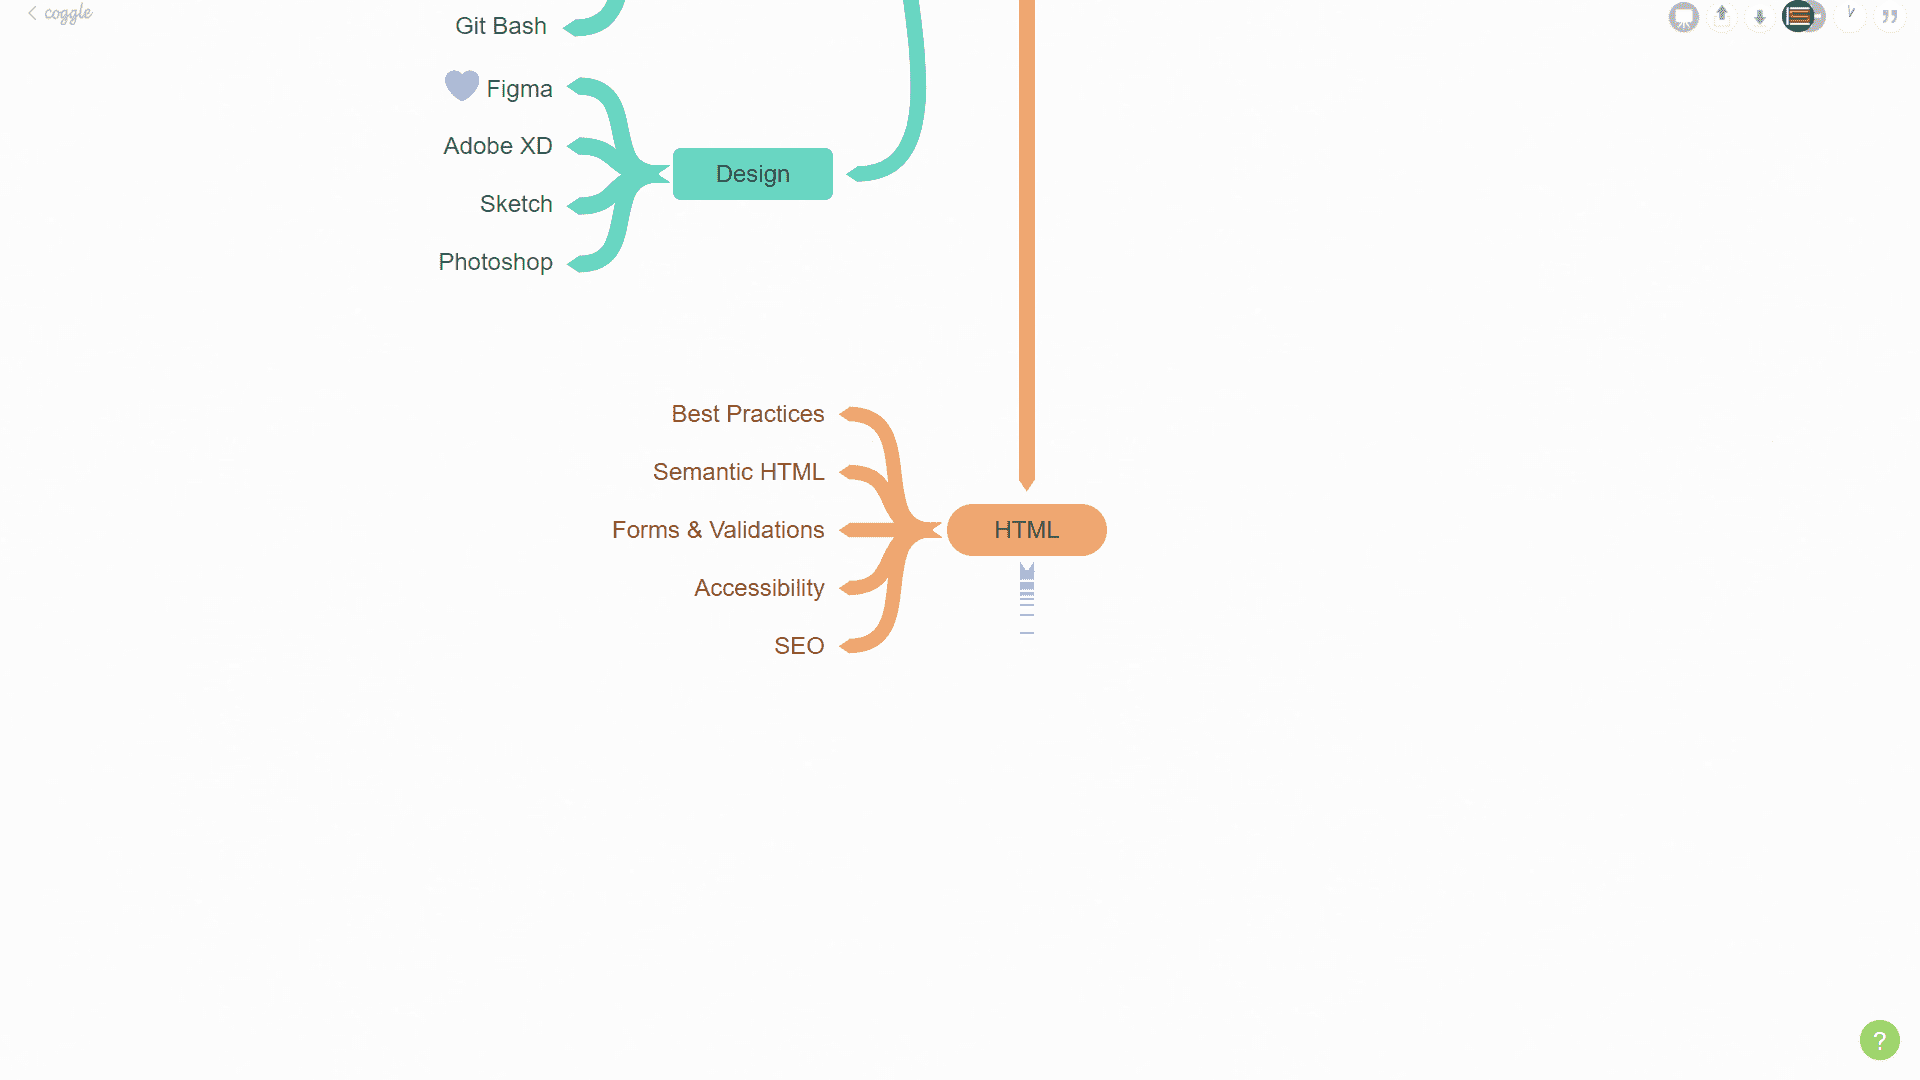 coggle
Git Bash
Figma
Adobe XD
Design
Sketch
Photoshop
Best Practices
Semantic HTML
Forms & Validations
HTML
Accessibility
SEO
?